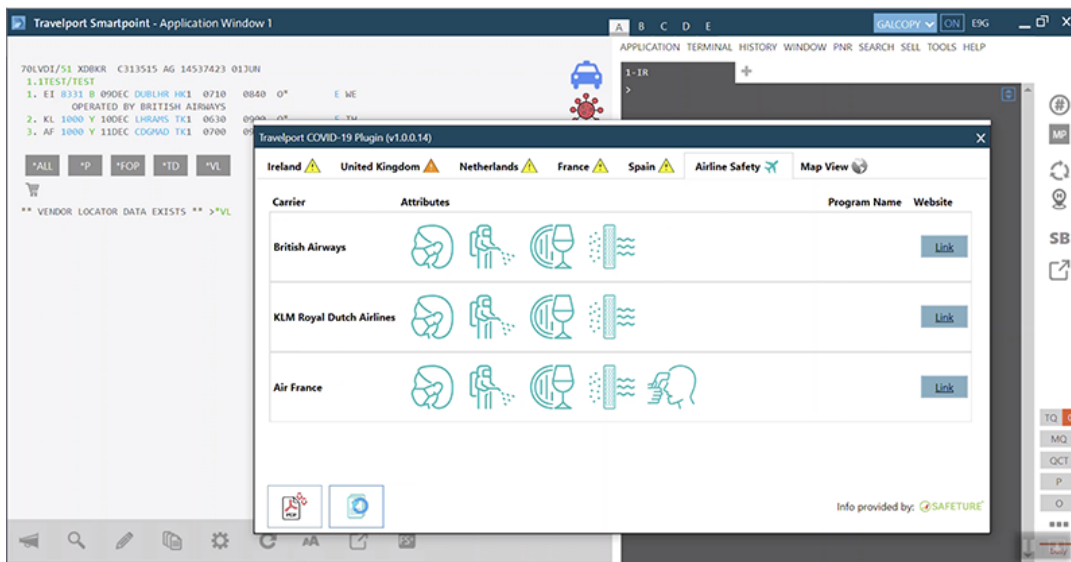 Travelport Smartpoint - Application Window 1
A B C D E
GALCOPY ON E9G
APPLICATION TERMINAL HISTORY WINDOW PNR SEARCH SELL TOOLS HELP
70LVDI/51 XDBKR C313515 AG 14537423 01JUN
1.1TEST/TEST
1. EI 8331 B 09DEC DUBLHR HK1 0710 0840 O* E WE
OPERATED BY BRITISH AIRWAYS
2. KL 1000 Y 10DEC LHRAMS TK1 0630 0900 O* E TH
3. AF 1000 Y 11DEC CDGMAD TK1 0700
*ALL *P *FOP *TD *VL
** VENDOR LOCATOR DATA EXISTS ** >*VL
1-IR
>
Travelport COVID-19 Plugin (v1.0.0.14) X
Ireland United Kingdom Netherlands France Spain Airline Safety Map View
Carrier Attributes Program Name Website
British Airways Link
KLM Royal Dutch Airlines Link
Air France Link
PDF
Info provided by: SAFETURE
#
MP
H
SB
TQ
MQ
QCT
P
O
AA